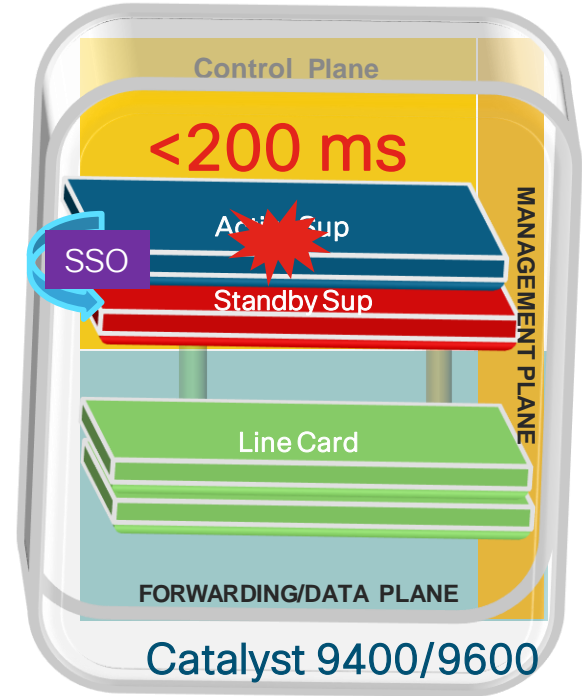 Control Plane
<200 ms
Sup
SSO
Standby Sup
MANAGEMENT PLANE
Line Card
FORWARDING/DATA PLANE
Catalyst 9400/9600